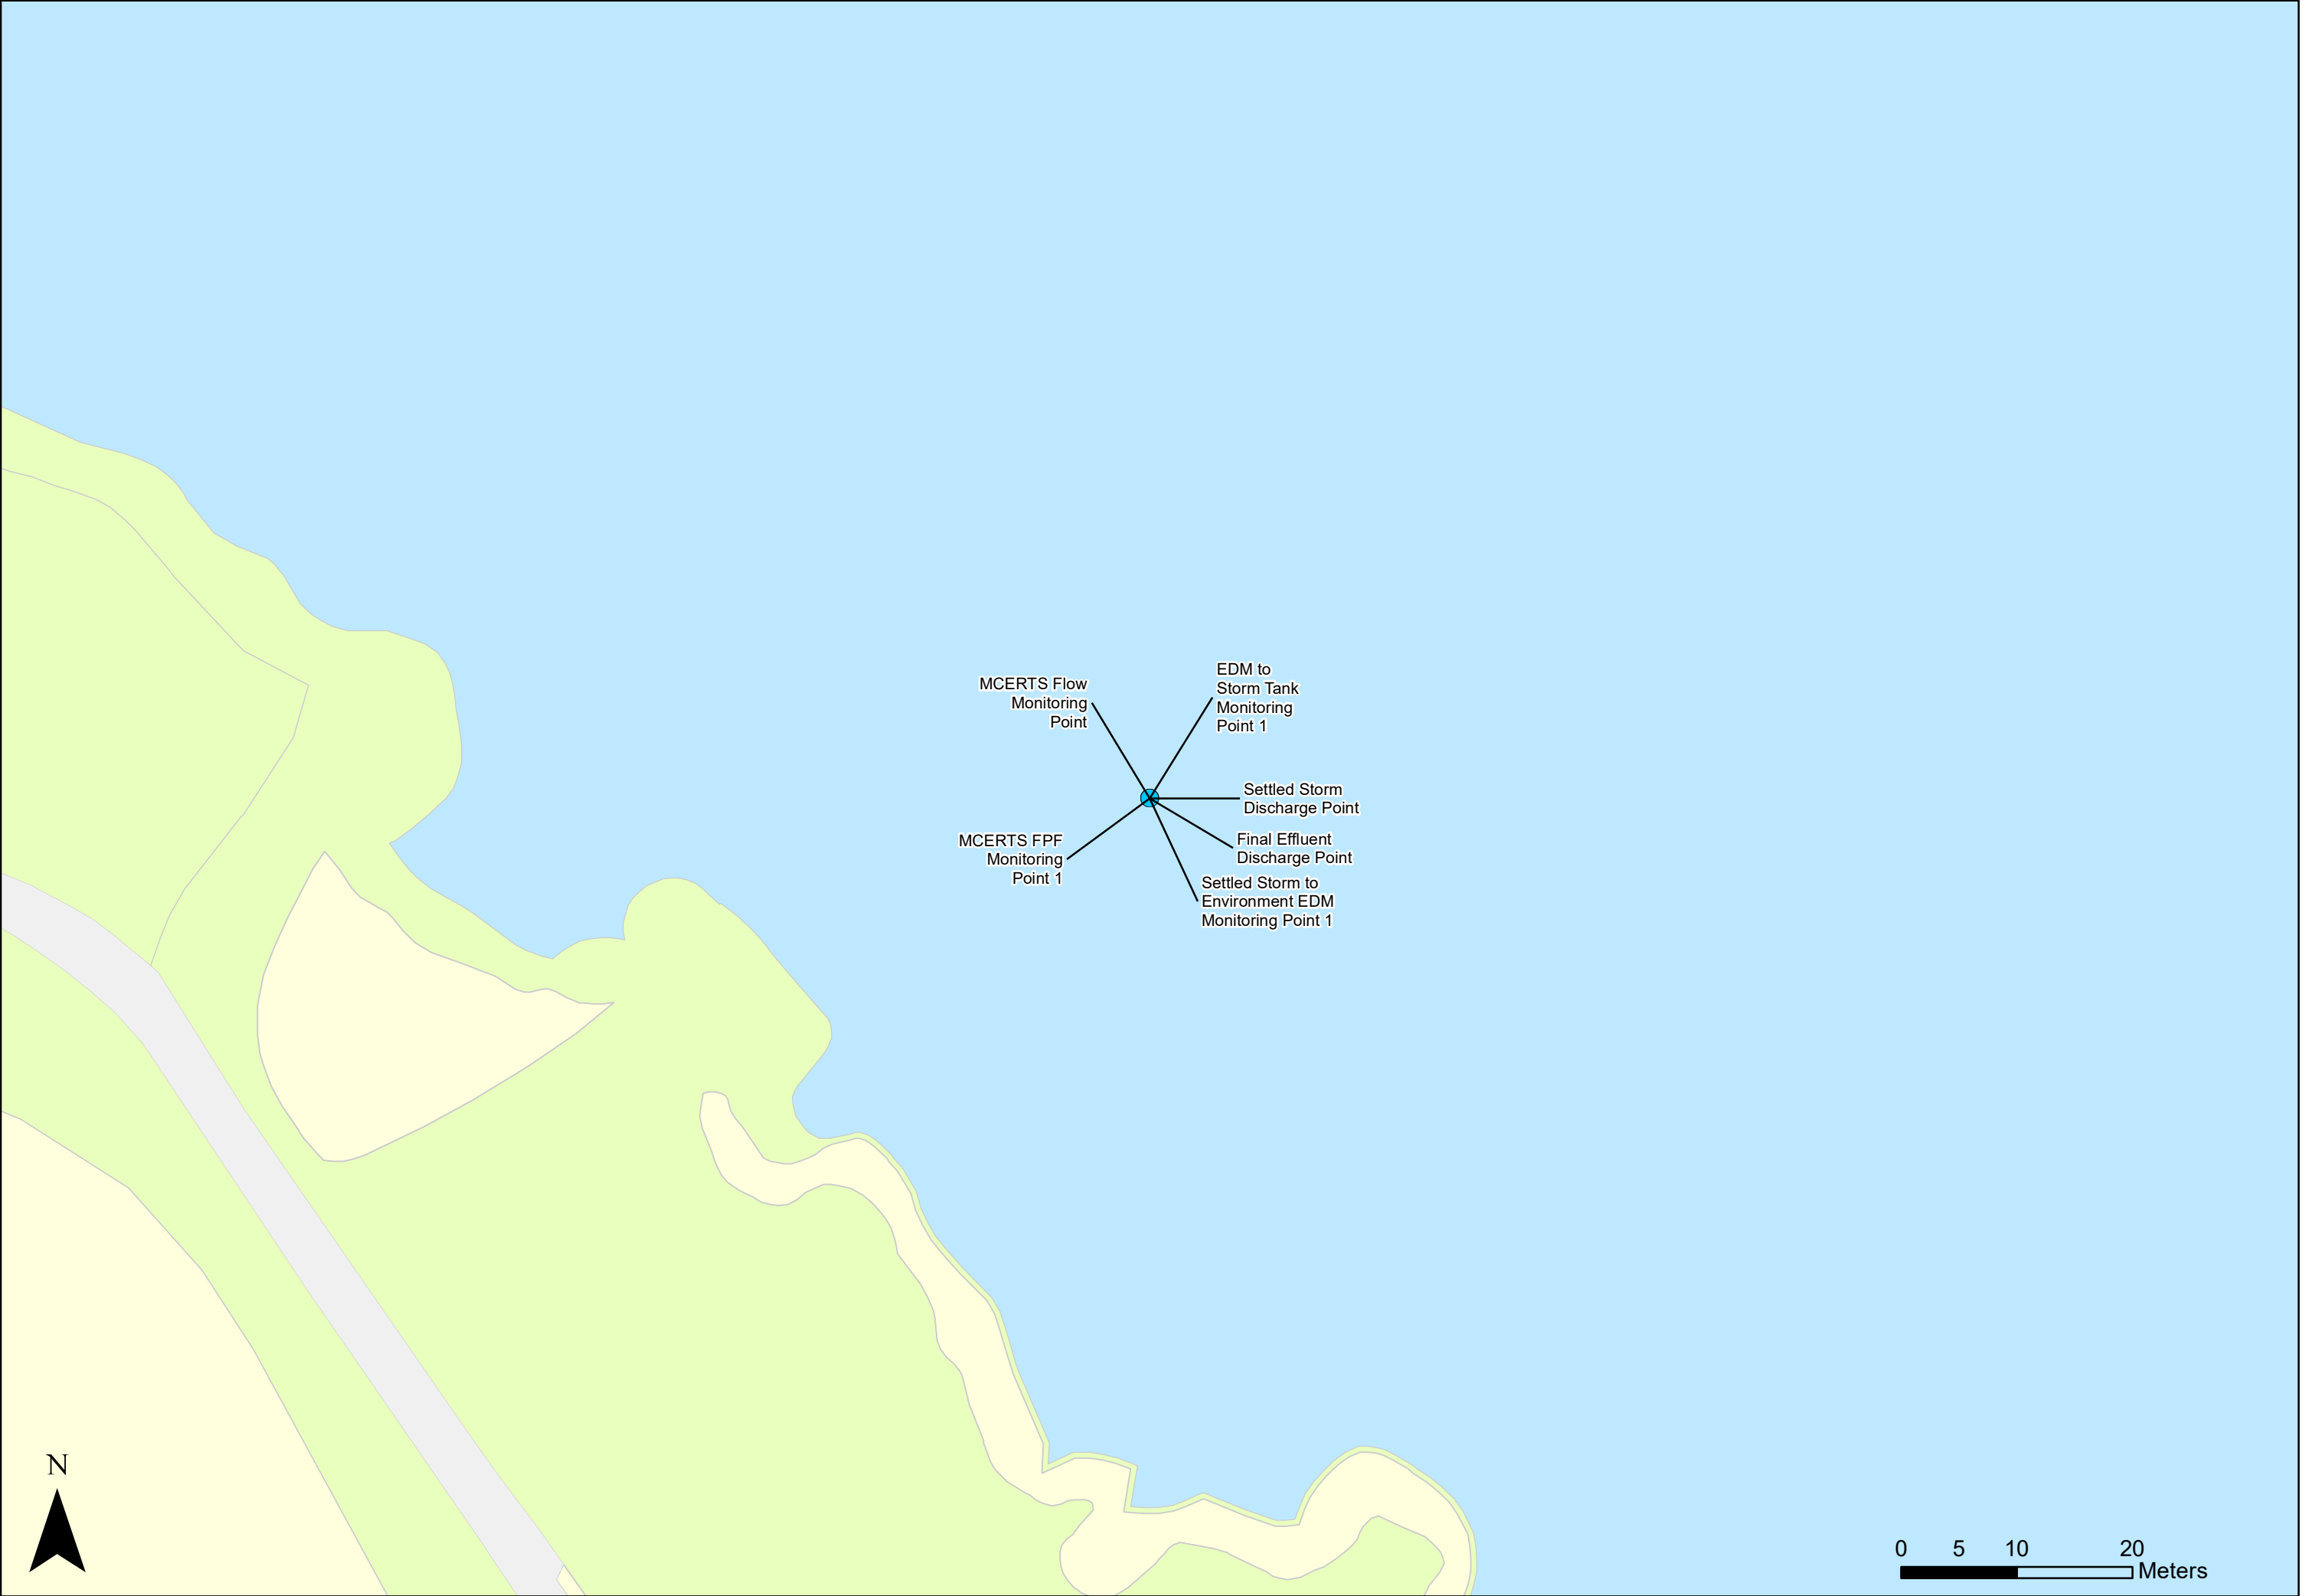 MCERTS Flow
Monitoring
Point
EDM to
Storm Tank
Monitoring
Point 1
Settled Storm
Discharge Point
MCERTS FPF
Monitoring
Point 1
Final Effluent
Discharge Point
Settled Storm to
Environment EDM
Monitoring Point 1
N
0 5 10 20
Meters